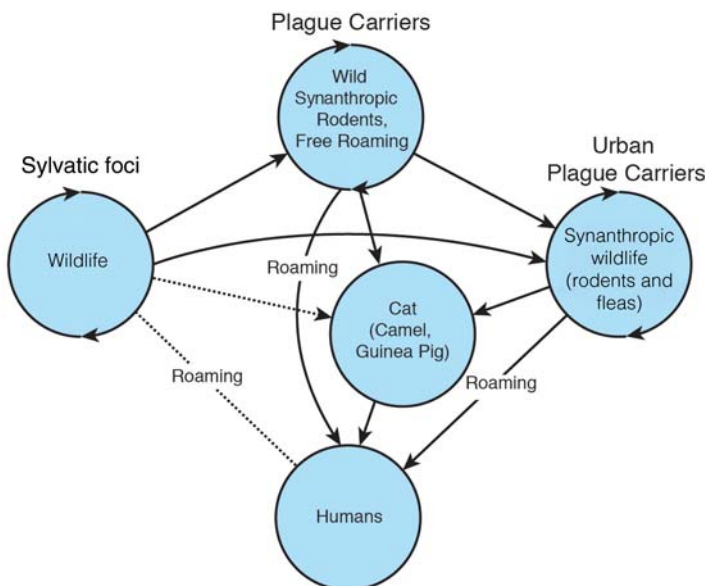 Plague Carriers
Wild
Synanthropic
Rodents,
Free Roaming
Sylvatic foci
Urban
Plague Carriers
Wildlife
Synanthropic
wildlife
(rodents and
fleas)
Roaming
Cat
(Camel,
Guinea Pig)
Roaming
Roaming
Humans